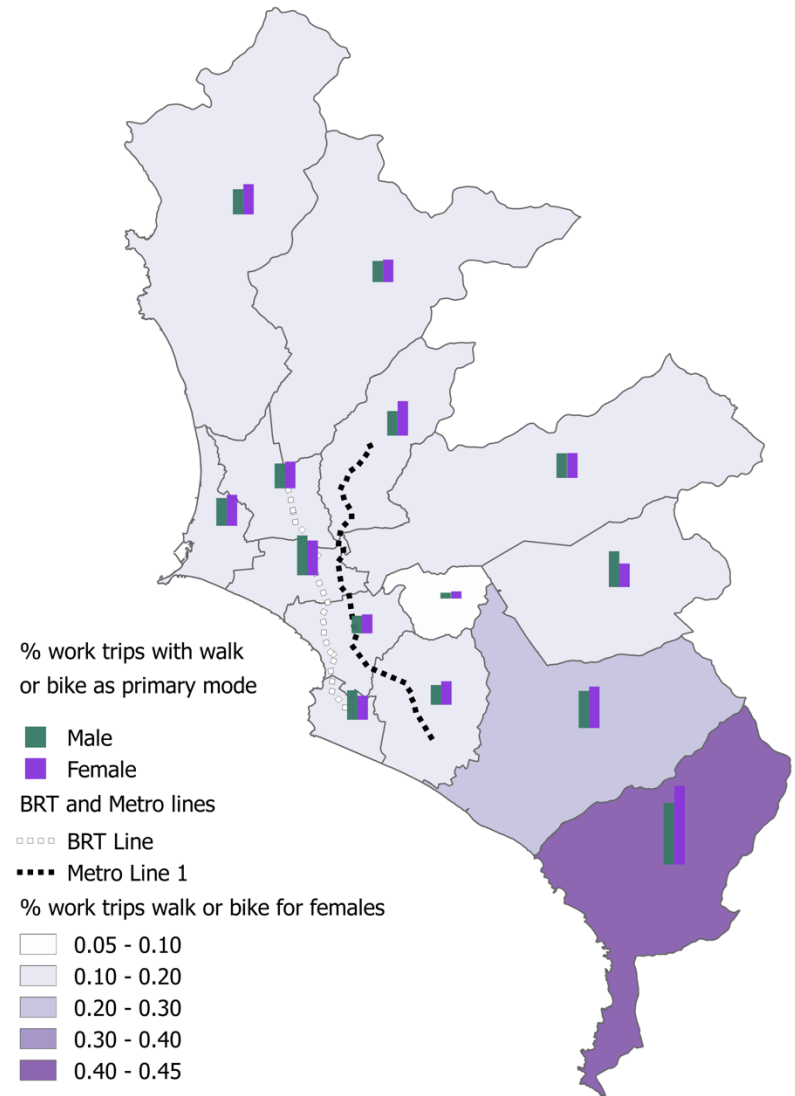 % work trips with walk
or bike as primary mode
Male
Female
BRT and Metro lines
BRT Line
Metro Line 1
% work trips walk or bike for females
0.05 - 0.10
0.10 - 0.20
0.20 - 0.30
0.30 - 0.40
0.40 - 0.45